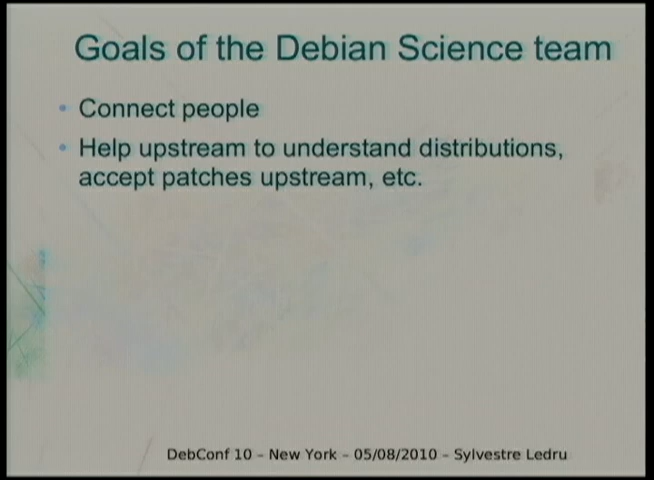 Goals of the Debian Science team
Connect people
Help upstream to understand distributions,
accept patches upstream, etc.
DebConf 10 – New York – 05/08/2010 – Sylvestre Ledru